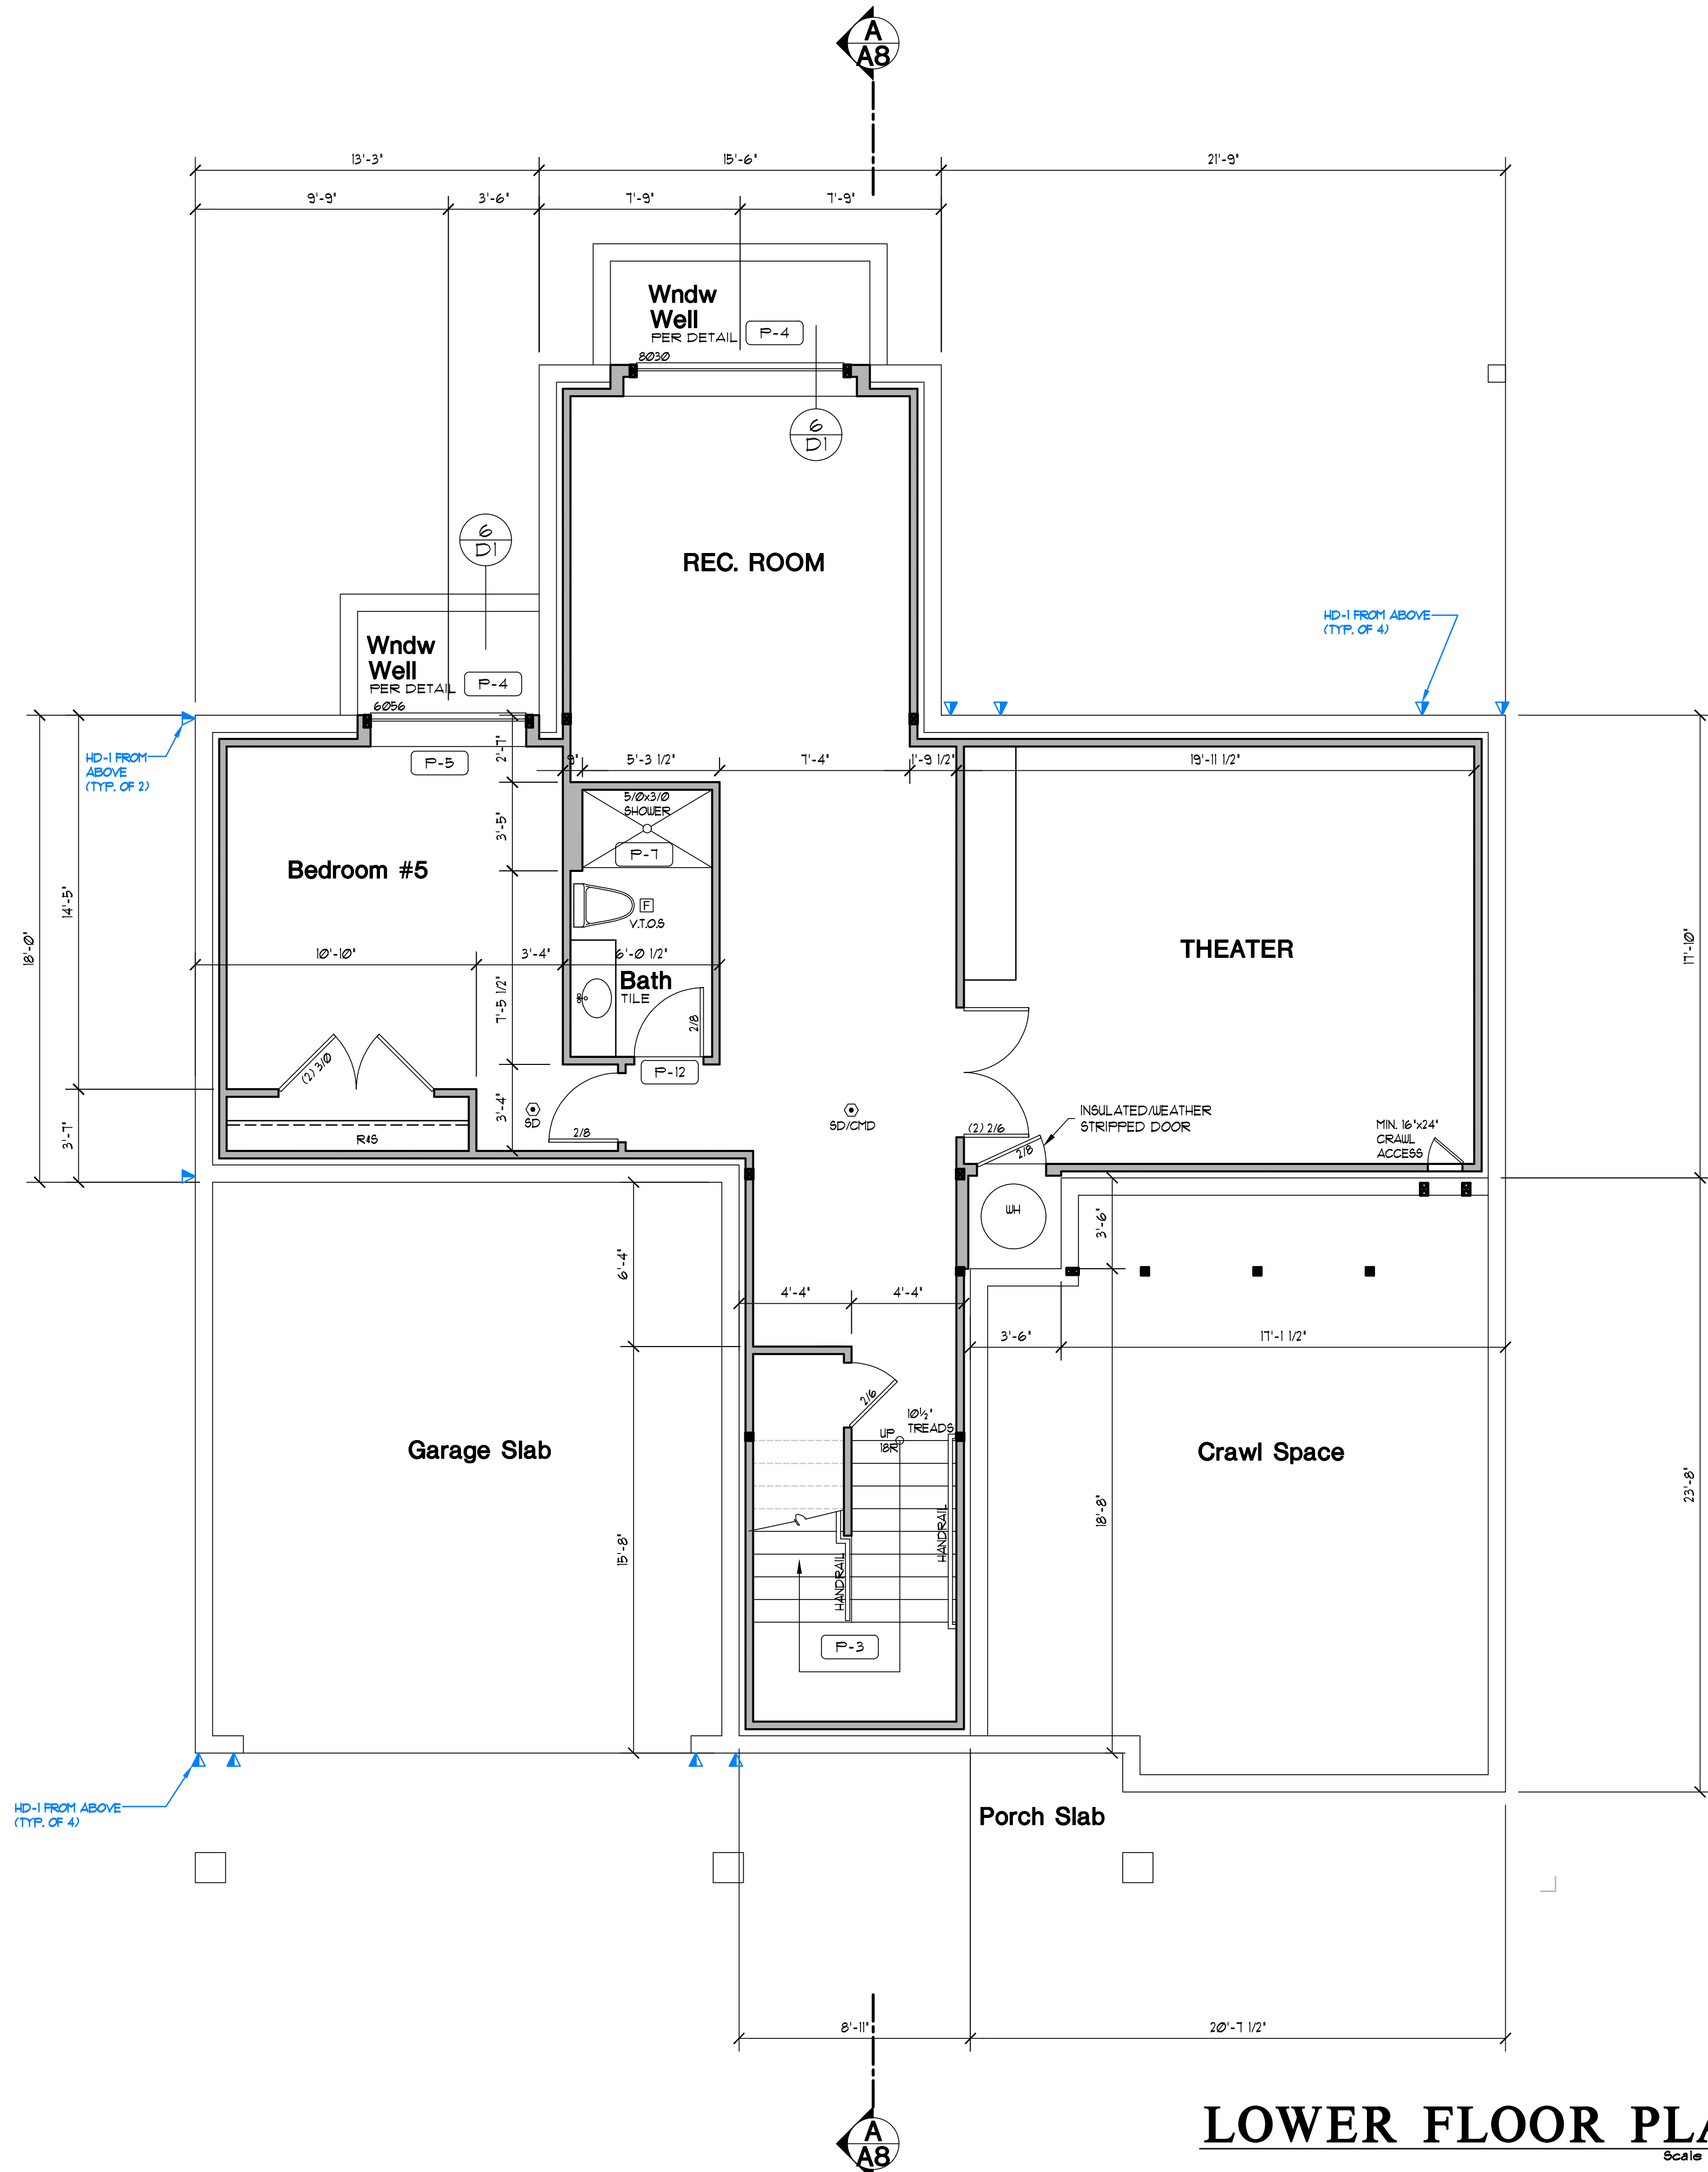 A
A8
13'-3"
15'-6"
21'-9"
9'-9"
3'-6"
7'-9"
7'-9"
Wndw
Well
PER DETAIL
P-4
8030
6
D1
REC. ROOM
6
D1
HD-1 FROM ABOVE
(TYP. OF 4)
Wndw
Well
PER DETAIL
P-4
6056
HD-1 FROM
ABOVE
(TYP. OF 2)
P-5
2'-7"
9"
5'-3 1/2"
7'-4"
1'-9 1/2"
19'-11 1/2"
5/0x3/0
SHOWER
P-7
3'-5"
Bedroom #5
14'-5"
18'-0"
F
V.T.O.S
10'-10"
3'-4"
6'-0 1/2"
THEATER
17'-10"
Bath
TILE
7'-5 1/2"
2/8
(2) 3/0
P-12
3'-4"
SD
2/8
SD/CMD
(2) 2/6
INSULATED/WEATHER
STRIPPED DOOR
2/8
MIN. 16"x24"
CRAWL
ACCESS
R&S
3'-7"
WH
3'-6"
6'-4"
4'-4"
4'-4"
3'-6"
17'-1 1/2"
2/6
10½"
TREADS
UP
18R
Garage Slab
Crawl Space
23'-8"
18'-8"
15'-8"
HANDRAIL
HANDRAIL
P-3
HD-1 FROM ABOVE
(TYP. OF 4)
Porch Slab
8'-11"
20'-7 1/2"
A
A8
LOWER FLOOR PLA
Scale